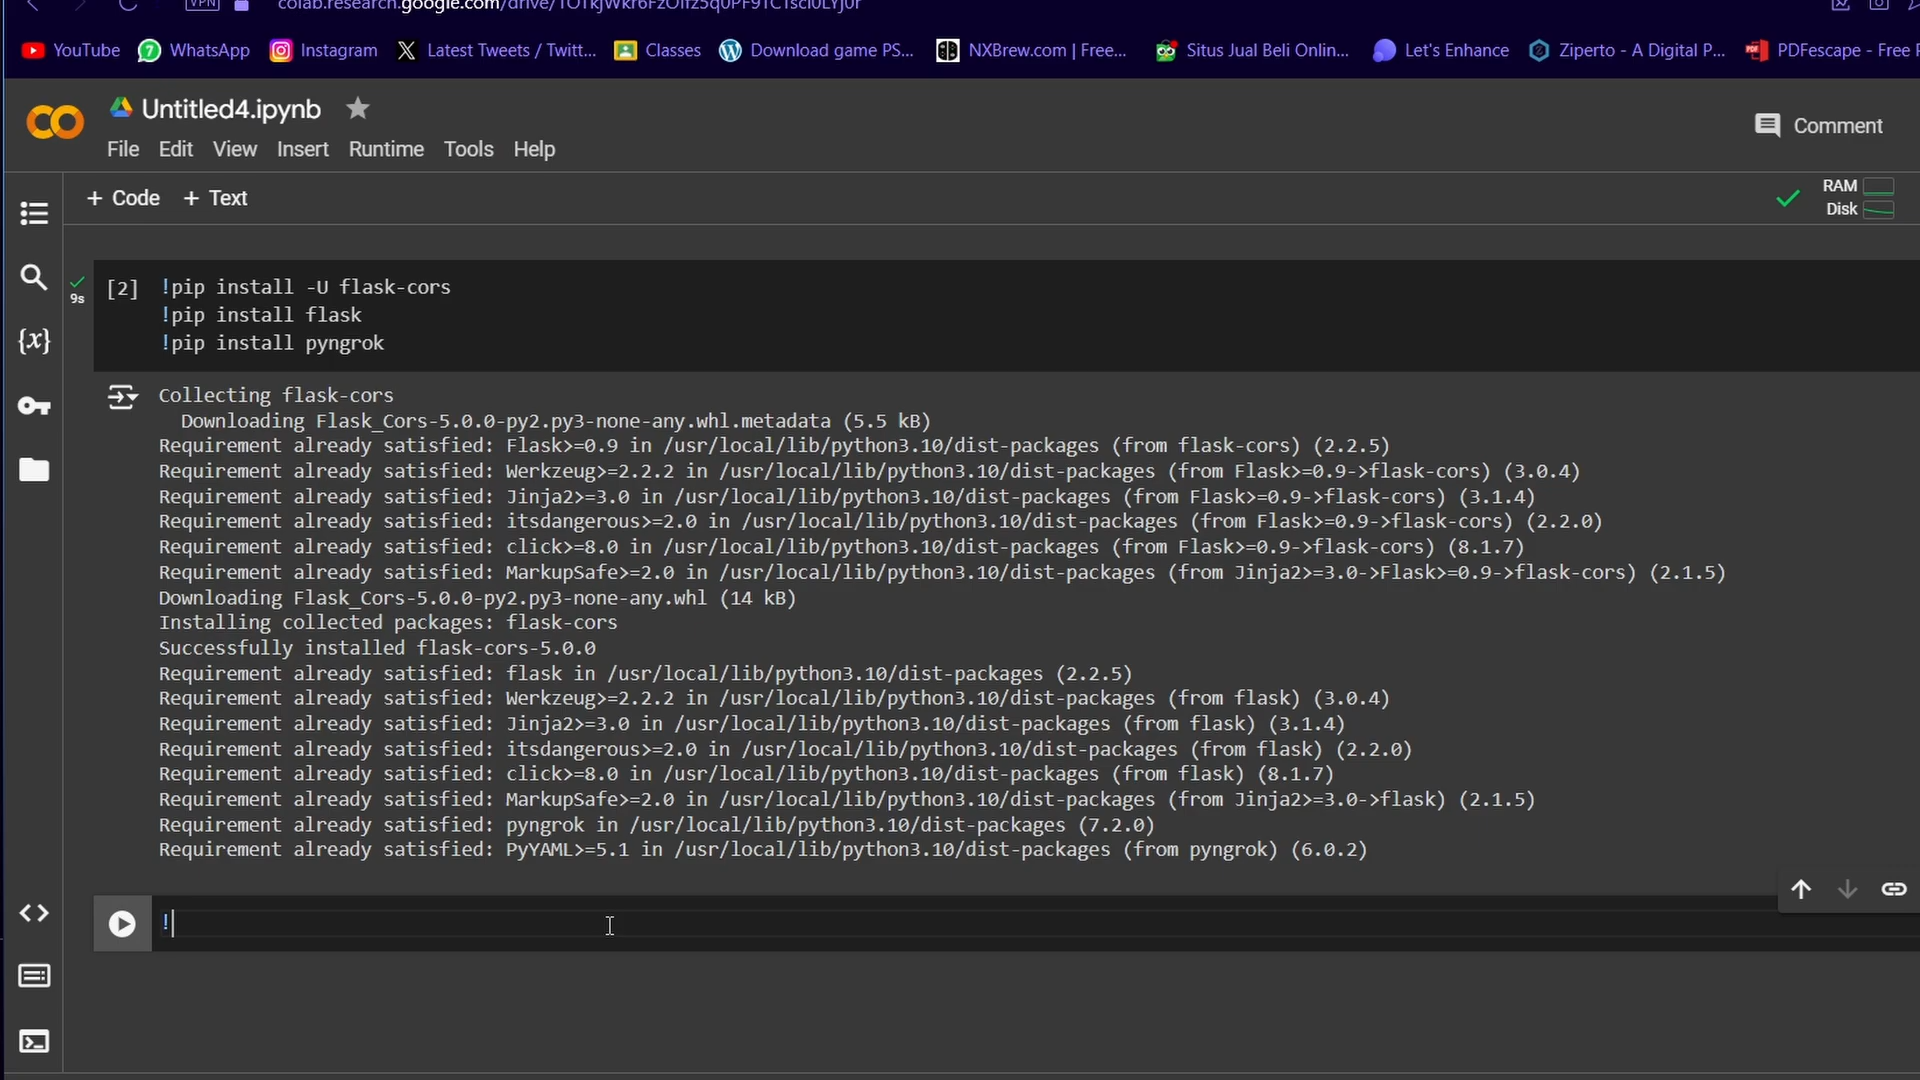 VPN
YouTube WhatsApp Instagram Latest Tweets / Twitt... Classes Download game PS... NXBrew.com | Free... Situs Jual Beli Onlin... Let's Enhance Ziperto - A Digital P... PDFescape - Free
Untitled4.ipynb
Comment
File Edit View Insert Runtime Tools Help
+ Code + Text
RAM
Disk
[2] !pip install -U flask-cors
9s
!pip install flask
!pip install pyngrok
Collecting flask-cors
Downloading Flask_Cors-5.0.0-py2.py3-none-any.whl.metadata (5.5 kB)
Requirement already satisfied: Flask>=0.9 in /usr/local/lib/python3.10/dist-packages (from flask-cors) (2.2.5)
Requirement already satisfied: Werkzeug>=2.2.2 in /usr/local/lib/python3.10/dist-packages (from Flask>=0.9->flask-cors) (3.0.4)
Requirement already satisfied: Jinja2>=3.0 in /usr/local/lib/python3.10/dist-packages (from Flask>=0.9->flask-cors) (3.1.4)
Requirement already satisfied: itsdangerous>=2.0 in /usr/local/lib/python3.10/dist-packages (from Flask>=0.9->flask-cors) (2.2.0)
Requirement already satisfied: click>=8.0 in /usr/local/lib/python3.10/dist-packages (from Flask>=0.9->flask-cors) (8.1.7)
Requirement already satisfied: MarkupSafe>=2.0 in /usr/local/lib/python3.10/dist-packages (from Jinja2>=3.0->Flask>=0.9->flask-cors) (2.1.5)
Downloading Flask_Cors-5.0.0-py2.py3-none-any.whl (14 kB)
Installing collected packages: flask-cors
Successfully installed flask-cors-5.0.0
Requirement already satisfied: flask in /usr/local/lib/python3.10/dist-packages (2.2.5)
Requirement already satisfied: Werkzeug>=2.2.2 in /usr/local/lib/python3.10/dist-packages (from flask) (3.0.4)
Requirement already satisfied: Jinja2>=3.0 in /usr/local/lib/python3.10/dist-packages (from flask) (3.1.4)
Requirement already satisfied: itsdangerous>=2.0 in /usr/local/lib/python3.10/dist-packages (from flask) (2.2.0)
Requirement already satisfied: click>=8.0 in /usr/local/lib/python3.10/dist-packages (from flask) (8.1.7)
Requirement already satisfied: MarkupSafe>=2.0 in /usr/local/lib/python3.10/dist-packages (from Jinja2>=3.0->flask) (2.1.5)
Requirement already satisfied: pyngrok in /usr/local/lib/python3.10/dist-packages (7.2.0)
Requirement already satisfied: PyYAML>=5.1 in /usr/local/lib/python3.10/dist-packages (from pyngrok) (6.0.2)
!